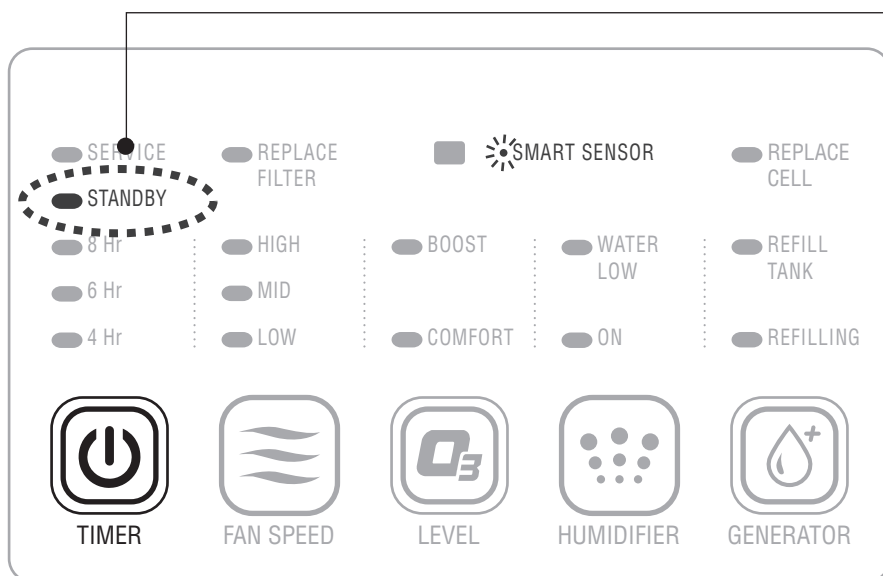 SERVICE
REPLACE
FILTER
SMART SENSOR
REPLACE
CELL
STANDBY
8 Hr
HIGH
BOOST
WATER
LOW
REFILL
TANK
6 Hr
MID
4 Hr
LOW
COMFORT
ON
REFILLING
O3
TIMER
FAN SPEED
LEVEL
HUMIDIFIER
GENERATOR